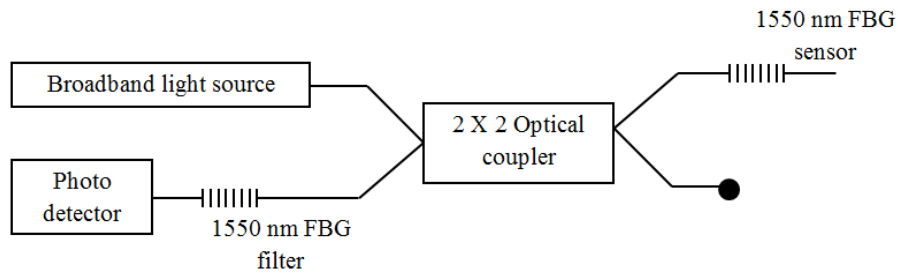 1550 nm FBG
sensor
Broadband light source
2 X 2 Optical
coupler
Photo
detector
1550 nm FBG
filter